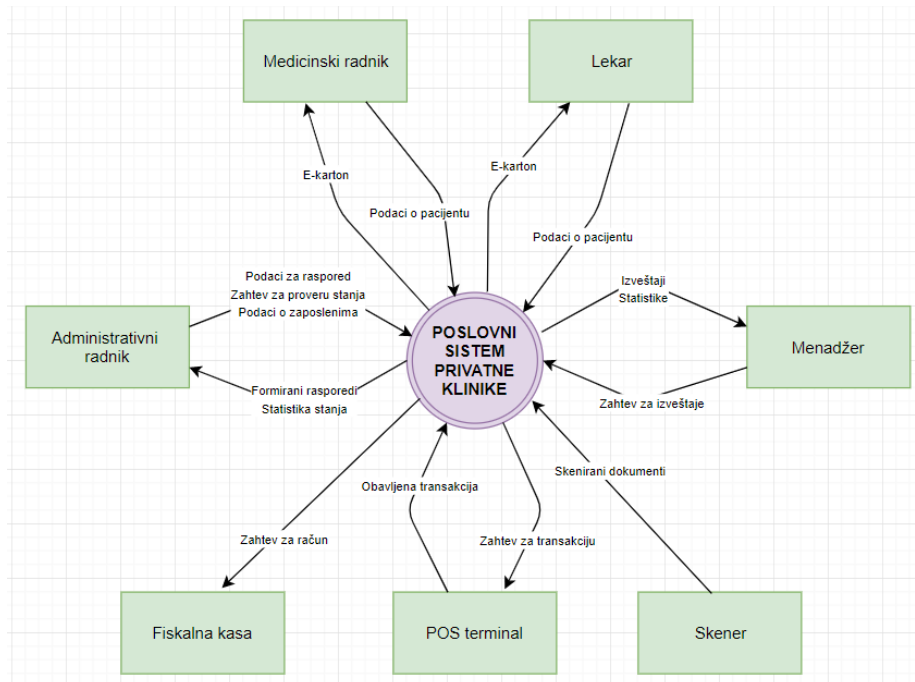 Medicinski radnik
Lekar
E-karton
E-karton
Podaci o pacijentu
Podaci o pacijentu
Podaci za raspored
Zahtev za proveru stanja
Podaci o zaposlenima
Izveštaji
Statistike
Administrativni
radnik
POSLOVNI
SISTEM
PRIVATNE
KLINIKE
Menadžer
Formirani rasporedi
Statistika stanja
Zahtev za izveštaje
Skenirani dokumenti
Obavljena transakcija
Zahtev za račun
Zahtev za transakciju
Fiskalna kasa
POS terminal
Skener